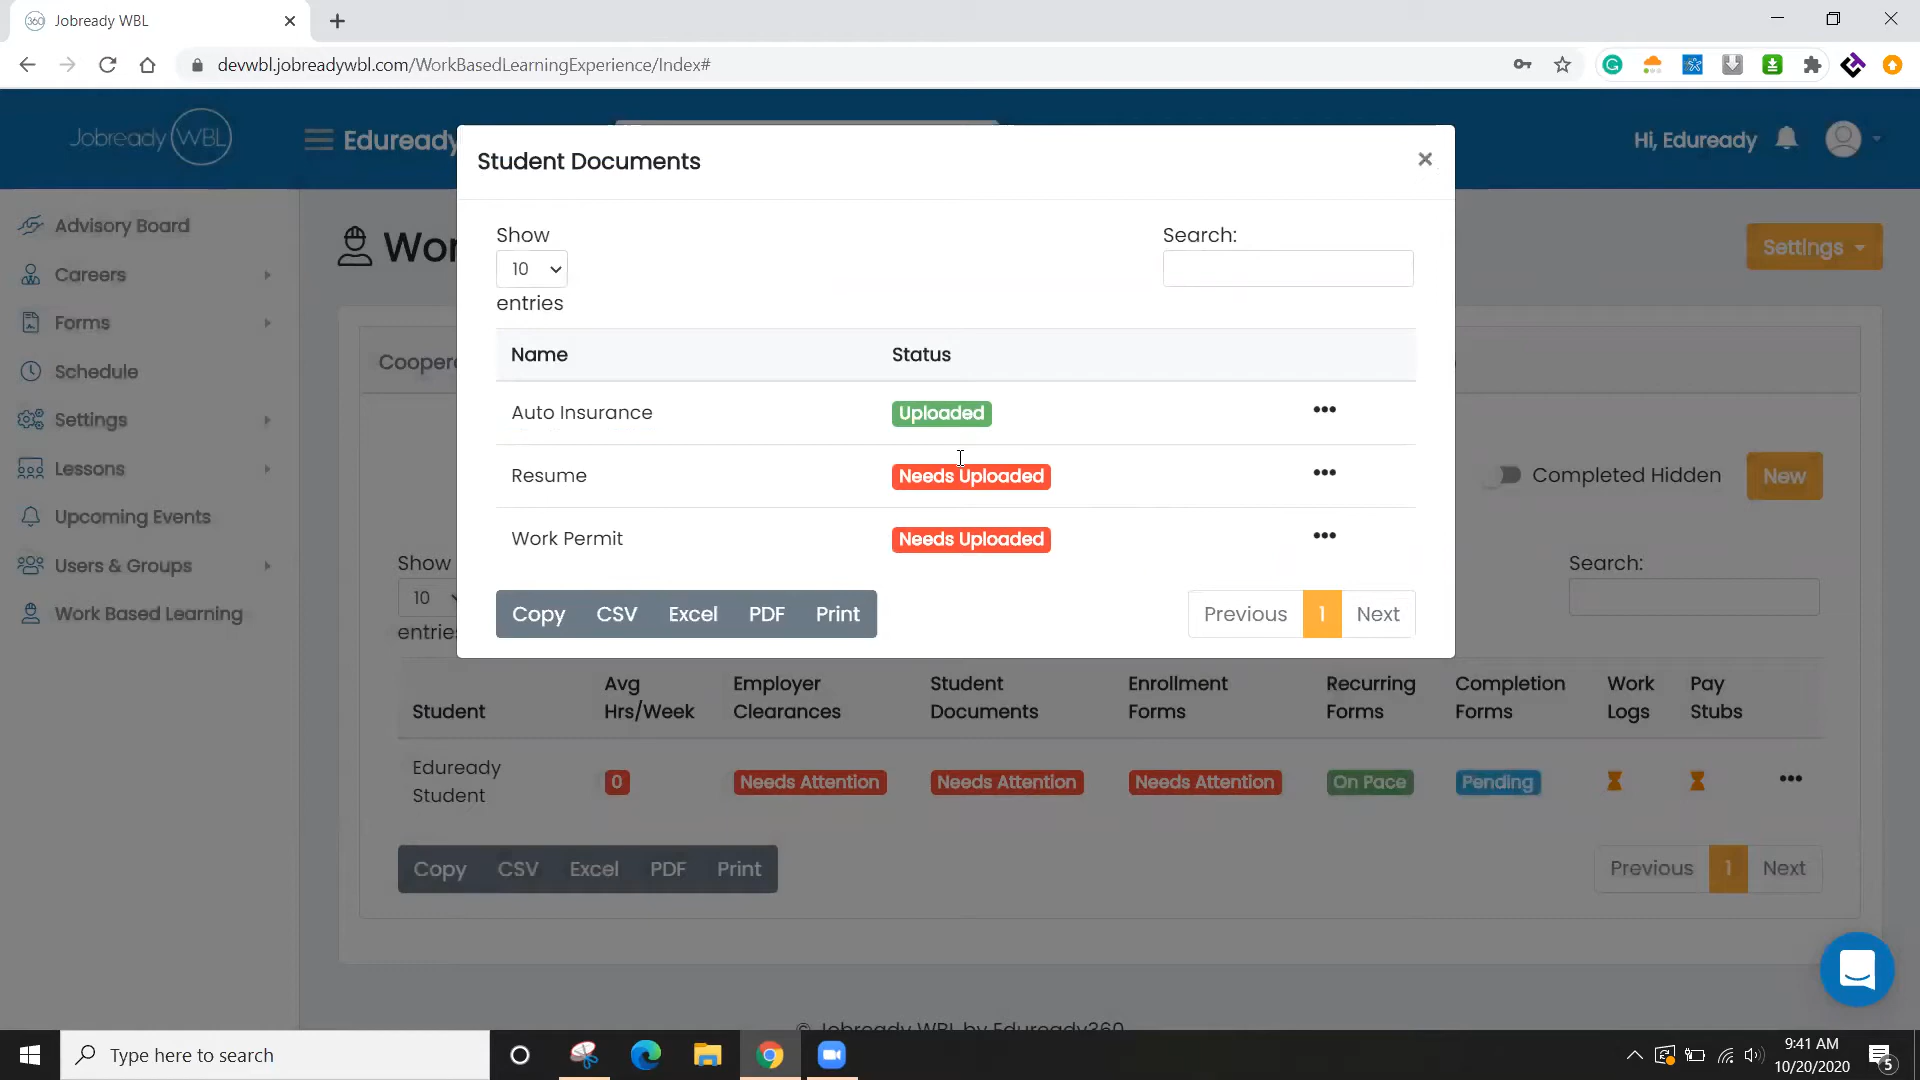 360 Jobready WBL
devwbl.jobreadywbl.com/WorkBasedLearningExperience/Index#
Jobready WBL
Eduready
Hi, Eduready
Student Documents
Advisory Board
Careers
Forms
Schedule
Settings
Lessons
Upcoming Events
Users & Groups
Work Based Learning
Settings
Show
10
entries
Search:
Name Status
Auto Insurance Uploaded
Resume Needs Uploaded
Work Permit Needs Uploaded
Copy CSV Excel PDF Print
Previous 1 Next
Completed Hidden New
Show
10
Search:
Student
Avg
Hrs/Week
Employer
Clearances
Student
Documents
Enrollment
Forms
Recurring
Forms
Completion
Forms
Work
Logs
Pay
Stubs
Eduready
Student
0 Needs Attention Needs Attention Needs Attention On Pace Pending
Copy CSV Excel PDF Print
Previous 1 Next
© Jobready WBL by Eduready360
Type here to search
9:41 AM
10/20/2020
5